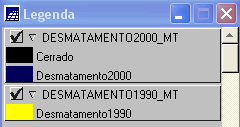 Legenda
DESMATAMENTO2000_MT
Cerrado
Desmatamento2000
DESMATAMENTO1990_MT
Desmatamento1990